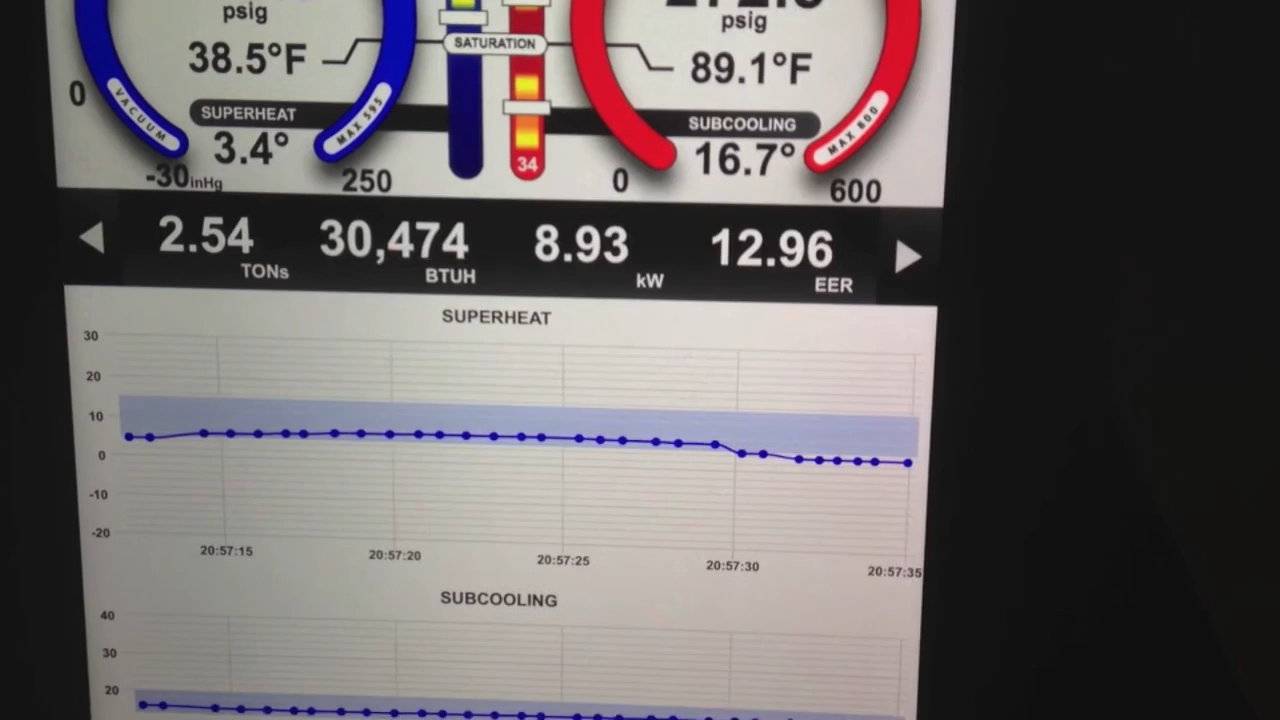 psig
psig
38.5°F
SATURATION
89.1°F
0
VACUUM
MAX 595
MAX 800
SUPERHEAT
SUBCOOLING
3.4°
16.7°
34
-30inHg
250
0
600
2.54 TONs
30,474 BTUH
8.93 kW
12.96 EER
SUPERHEAT
30
20
10
0
-10
-20
20:57:15 20:57:20 20:57:25 20:57:30 20:57:35
SUBCOOLING
40
30
20